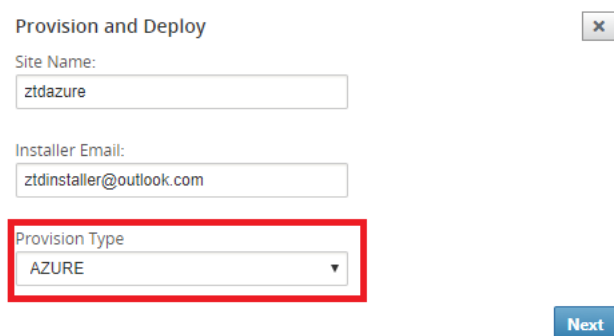 Provision and Deploy
Site Name:
ztdazure
Installer Email:
ztdinstaller@outlook.com
Provision Type
AZURE
Next